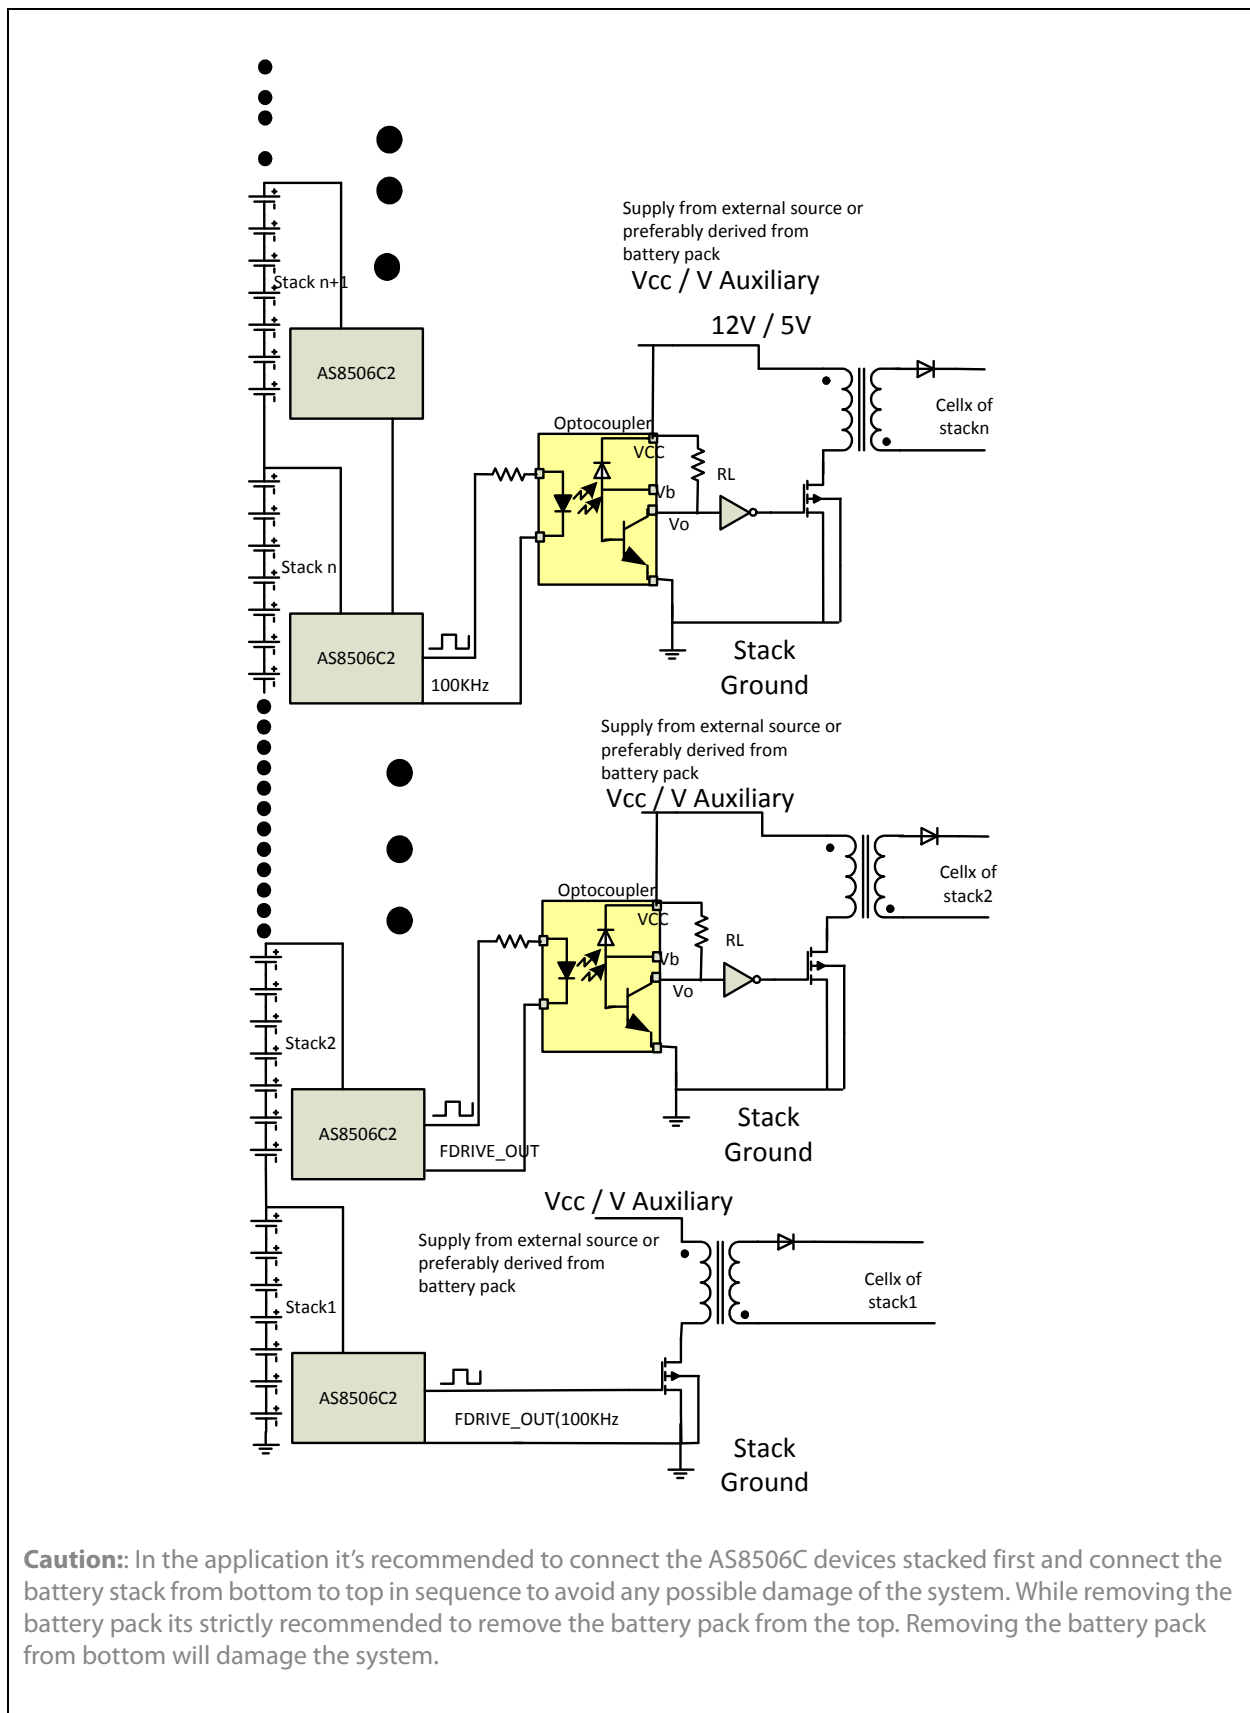 Supply from external source or
preferably derived from
battery pack
Vcc / V Auxiliary
12V / 5V
Stack n+1
AS8506C2
Optocoupler
VCC
RL
Vb
Vo
Cellx of
stackn
Stack n
AS8506C2
100KHz
Stack
Ground
Supply from external source or
preferably derived from
battery pack
Vcc / V Auxiliary
Optocoupler
VCC
RL
Vb
Vo
Cellx of
stack2
Stack2
AS8506C2
FDRIVE_OUT
Stack
Ground
Vcc / V Auxiliary
Supply from external source or
preferably derived from
battery pack
Cellx of
stack1
Stack1
AS8506C2
FDRIVE_OUT(100KHz
Stack
Ground
Caution:: In the application it’s recommended to connect the AS8506C devices stacked first and connect the
battery stack from bottom to top in sequence to avoid any possible damage of the system. While removing the
battery pack its strictly recommended to remove the battery pack from the top. Removing the battery pack
from bottom will damage the system.